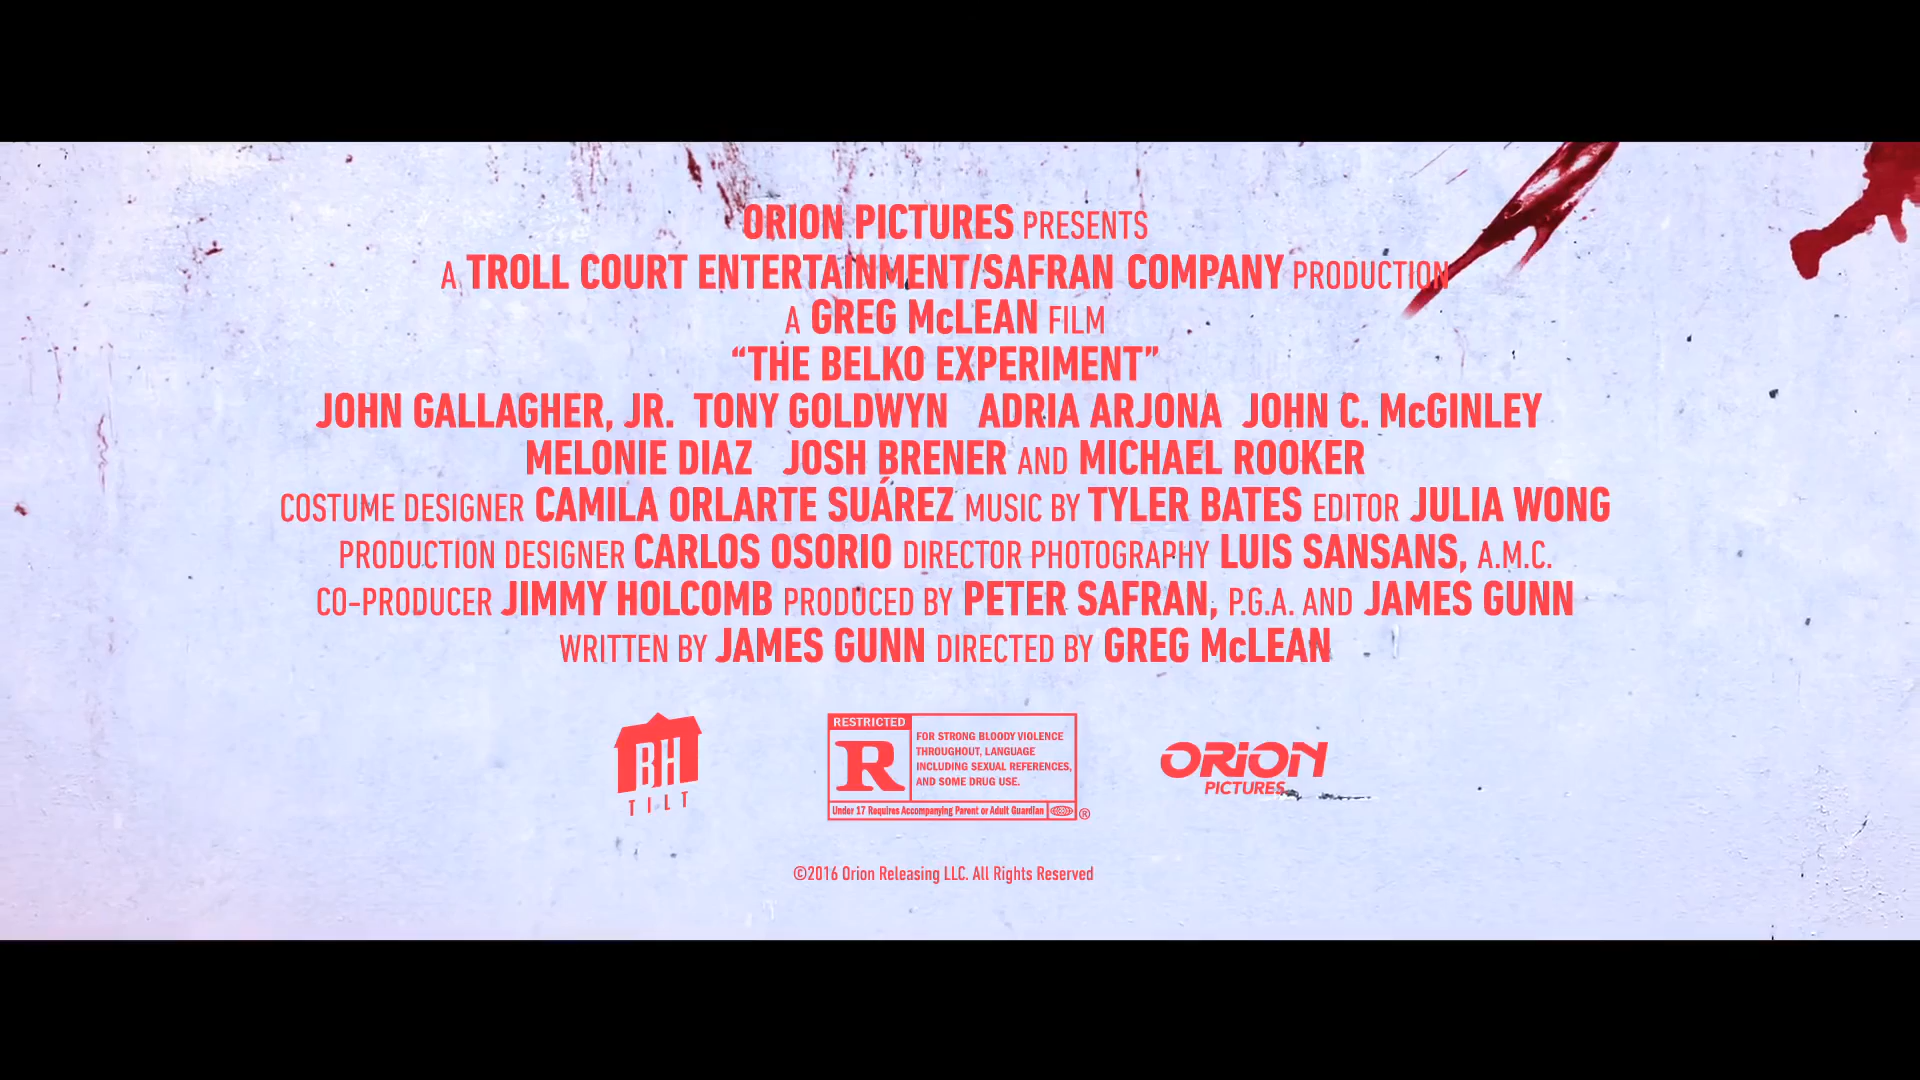 ORION PICTURES PRESENTS
A TROLL COURT ENTERTAINMENT/SAFRAN COMPANY PRODUCTION
A GREG McLEAN FILM
“THE BELKO EXPERIMENT”
JOHN GALLAGHER, JR. TONY GOLDWYN ADRIA ARJONA JOHN C. McGINLEY
MELONIE DIAZ JOSH BRENER AND MICHAEL ROOKER
COSTUME DESIGNER CAMILA ORLARTE SUÁREZ MUSIC BY TYLER BATES EDITOR JULIA WONG
PRODUCTION DESIGNER CARLOS OSORIO DIRECTOR PHOTOGRAPHY LUIS SANSANS, A.M.C.
CO-PRODUCER JIMMY HOLCOMB PRODUCED BY PETER SAFRAN, P.G.A. AND JAMES GUNN
WRITTEN BY JAMES GUNN DIRECTED BY GREG McLEAN
BH
TILT
RESTRICTED
R
FOR STRONG BLOODY VIOLENCE
THROUGHOUT, LANGUAGE
INCLUDING SEXUAL REFERENCES,
AND SOME DRUG USE.
Under 17 Requires Accompanying Parent or Adult Guardian ®
ORION
PICTURES
©2016 Orion Releasing LLC. All Rights Reserved